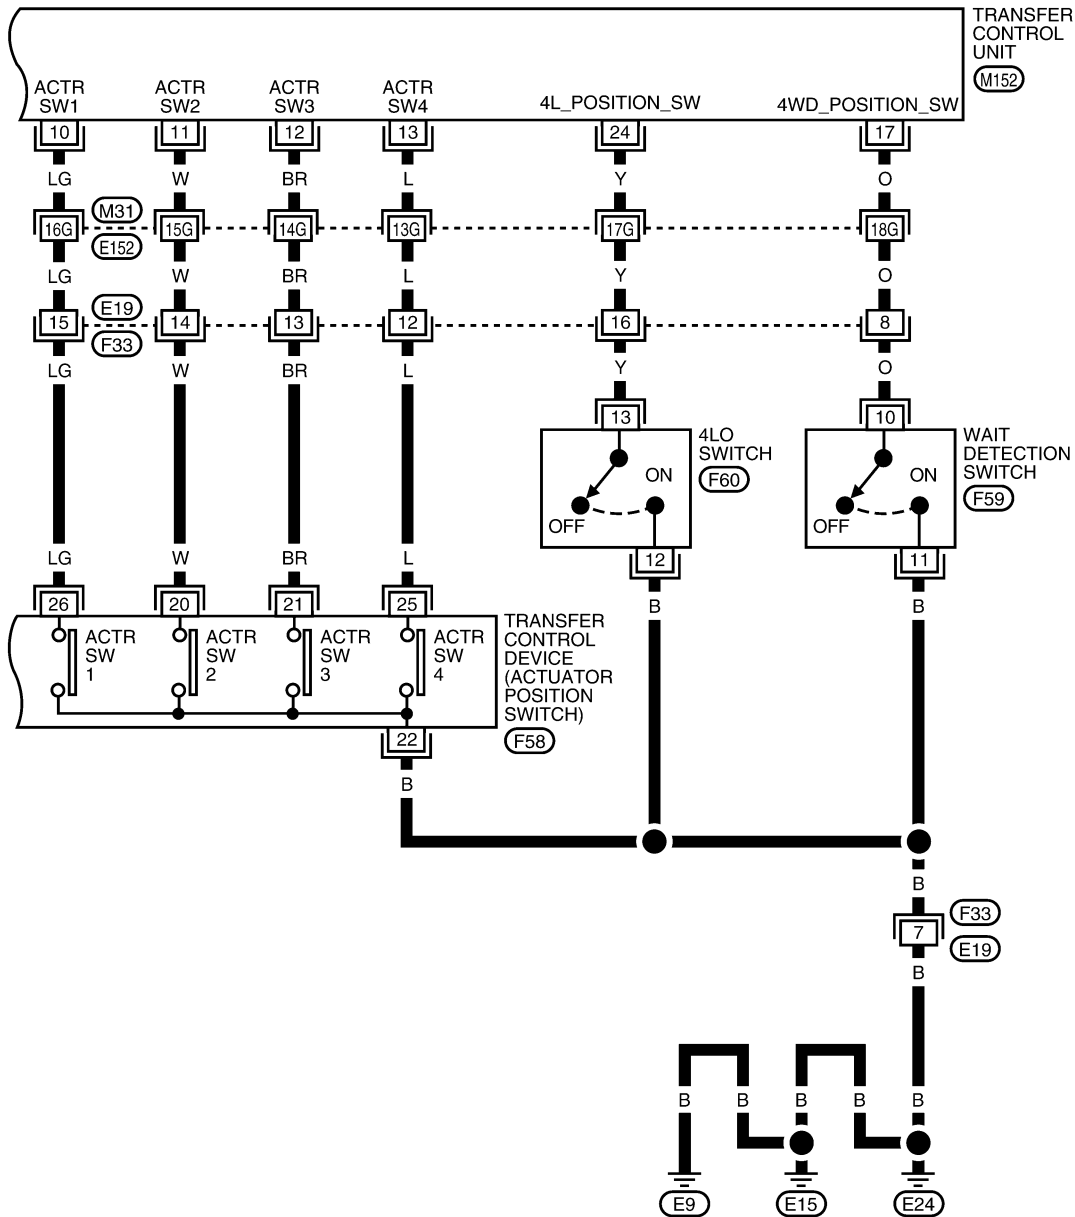 TRANSFER
CONTROL
UNIT
M152
ACTR
SW1
ACTR
SW2
ACTR
SW3
ACTR
SW4
4L_POSITION_SW
4WD_POSITION_SW
10 11 12 13 24 17
LG W BR L Y O
M31
16G 15G 14G 13G 17G 18G
E152
LG W BR L Y O
E19
15 14 13 12 16 8
F33
LG W BR L Y O
13 10
4LO
SWITCH
F60
ON
OFF
WAIT
DETECTION
SWITCH
F59
ON
OFF
12 11
LG W BR L
B B
26 20 21 25
ACTR
SW
1
ACTR
SW
2
ACTR
SW
3
ACTR
SW
4
TRANSFER
CONTROL
DEVICE
(ACTUATOR
POSITION
SWITCH)
F58
22
B
B
F33
7
E19
B
B B B B B
E9 E15 E24